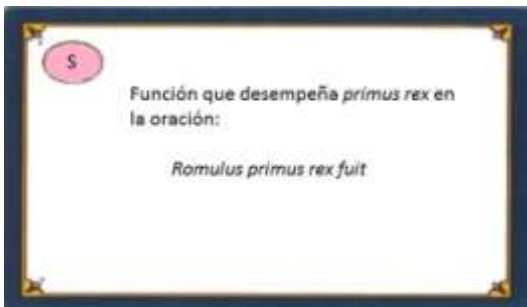 S
Función que desempeña primus rex en
la oración:
Romulus primus rex fuit